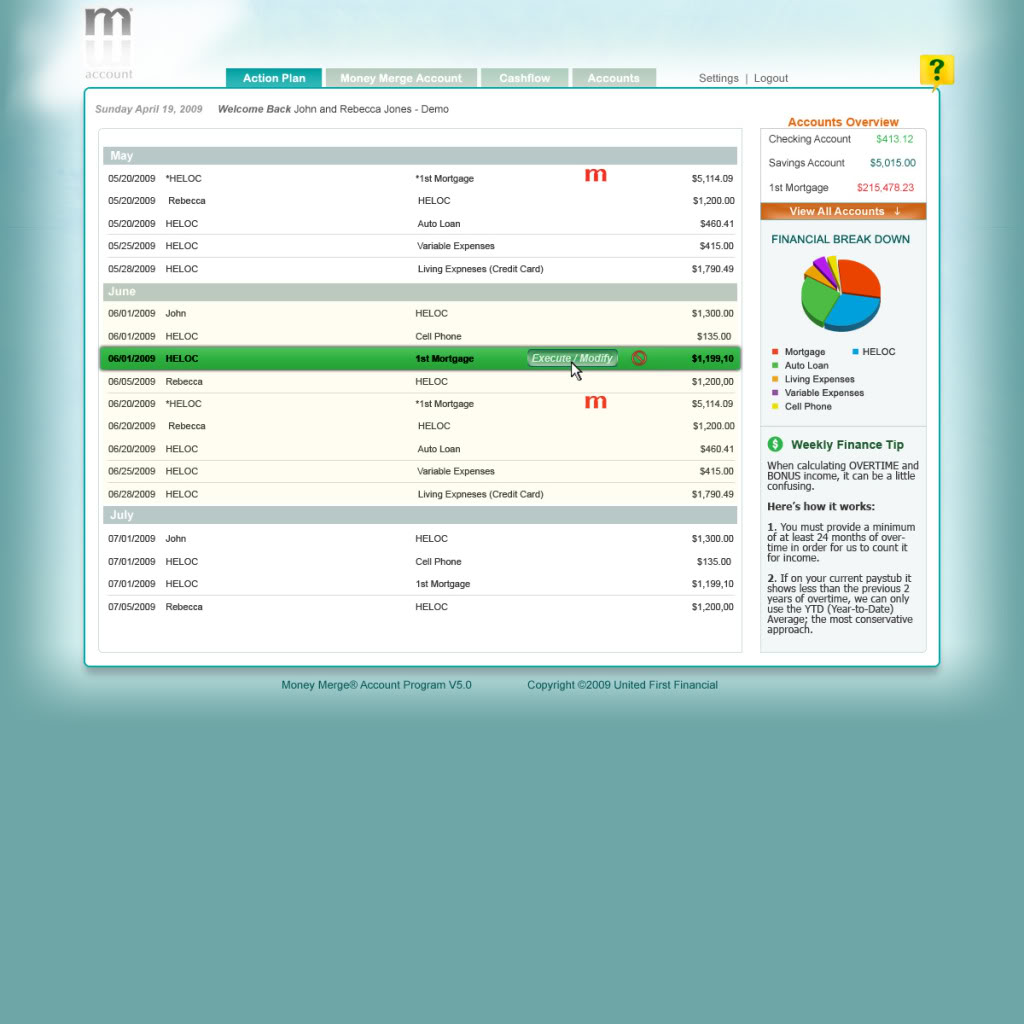 m
account
Action Plan Money Merge Account Cashflow Accounts Settings | Logout ?
Sunday April 19, 2009 Welcome Back John and Rebecca Jones - Demo
May
05/20/2009 *HELOC *1st Mortgage m $5,114.09
05/20/2009 Rebecca HELOC $1,200.00
05/20/2009 HELOC Auto Loan $460.41
05/25/2009 HELOC Variable Expenses $415.00
05/28/2009 HELOC Living Expneses (Credit Card) $1,790.49
June
06/01/2009 John HELOC $1,300.00
06/01/2009 HELOC Cell Phone $135.00
06/01/2009 HELOC 1st Mortgage Execute / Modify $1,199,10
06/05/2009 Rebecca HELOC $1,200,00
06/20/2009 *HELOC *1st Mortgage m $5,114.09
06/20/2009 Rebecca HELOC $1,200.00
06/20/2009 HELOC Auto Loan $460.41
06/25/2009 HELOC Variable Expenses $415.00
06/28/2009 HELOC Living Expneses (Credit Card) $1,790.49
July
07/01/2009 John HELOC $1,300.00
07/01/2009 HELOC Cell Phone $135.00
07/01/2009 HELOC 1st Mortgage $1,199,10
07/05/2009 Rebecca HELOC $1,200,00
Accounts Overview
Checking Account $413.12
Savings Account $5,015.00
1st Mortgage $215,478.23
View All Accounts ↓
FINANCIAL BREAK DOWN
Mortgage HELOC
Auto Loan
Living Expenses
Variable Expenses
Cell Phone
$ Weekly Finance Tip
When calculating OVERTIME and
BONUS income, it can be a little
confusing.
Here's how it works:
1. You must provide a minimum
of at least 24 months of over-
time in order for us to count it
for income.
2. If on your current paystub it
shows less than the previous 2
years of overtime, we can only
use the YTD (Year-to-Date)
Average; the most conservative
approach.
Money Merge® Account Program V5.0 Copyright ©2009 United First Financial